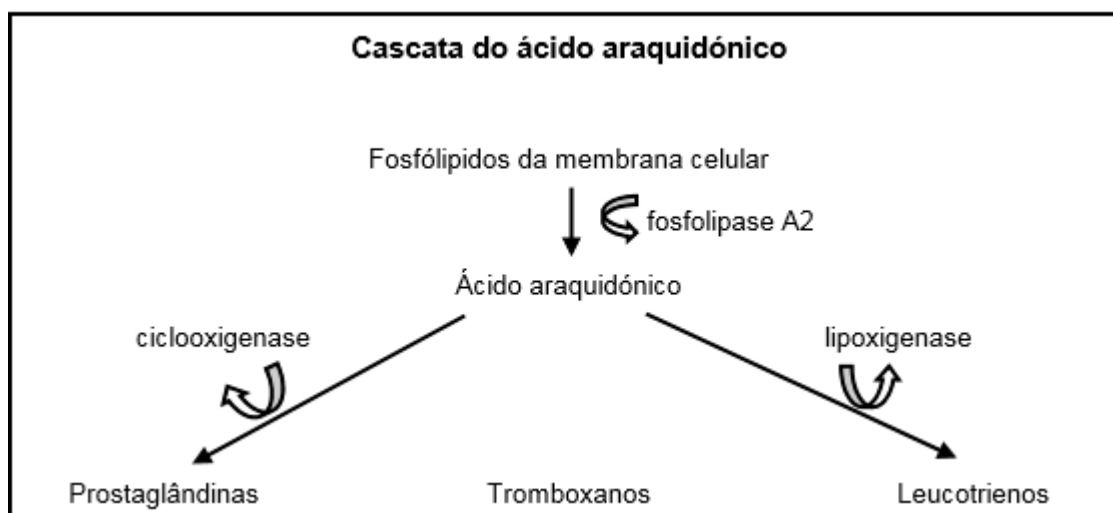 Cascata do ácido araquidónico
Fosfólipidos da membrana celular
fosfolipase A2
Ácido araquidónico
ciclooxigenase
lipoxigenase
Prostaglândinas
Tromboxanos
Leucotrienos